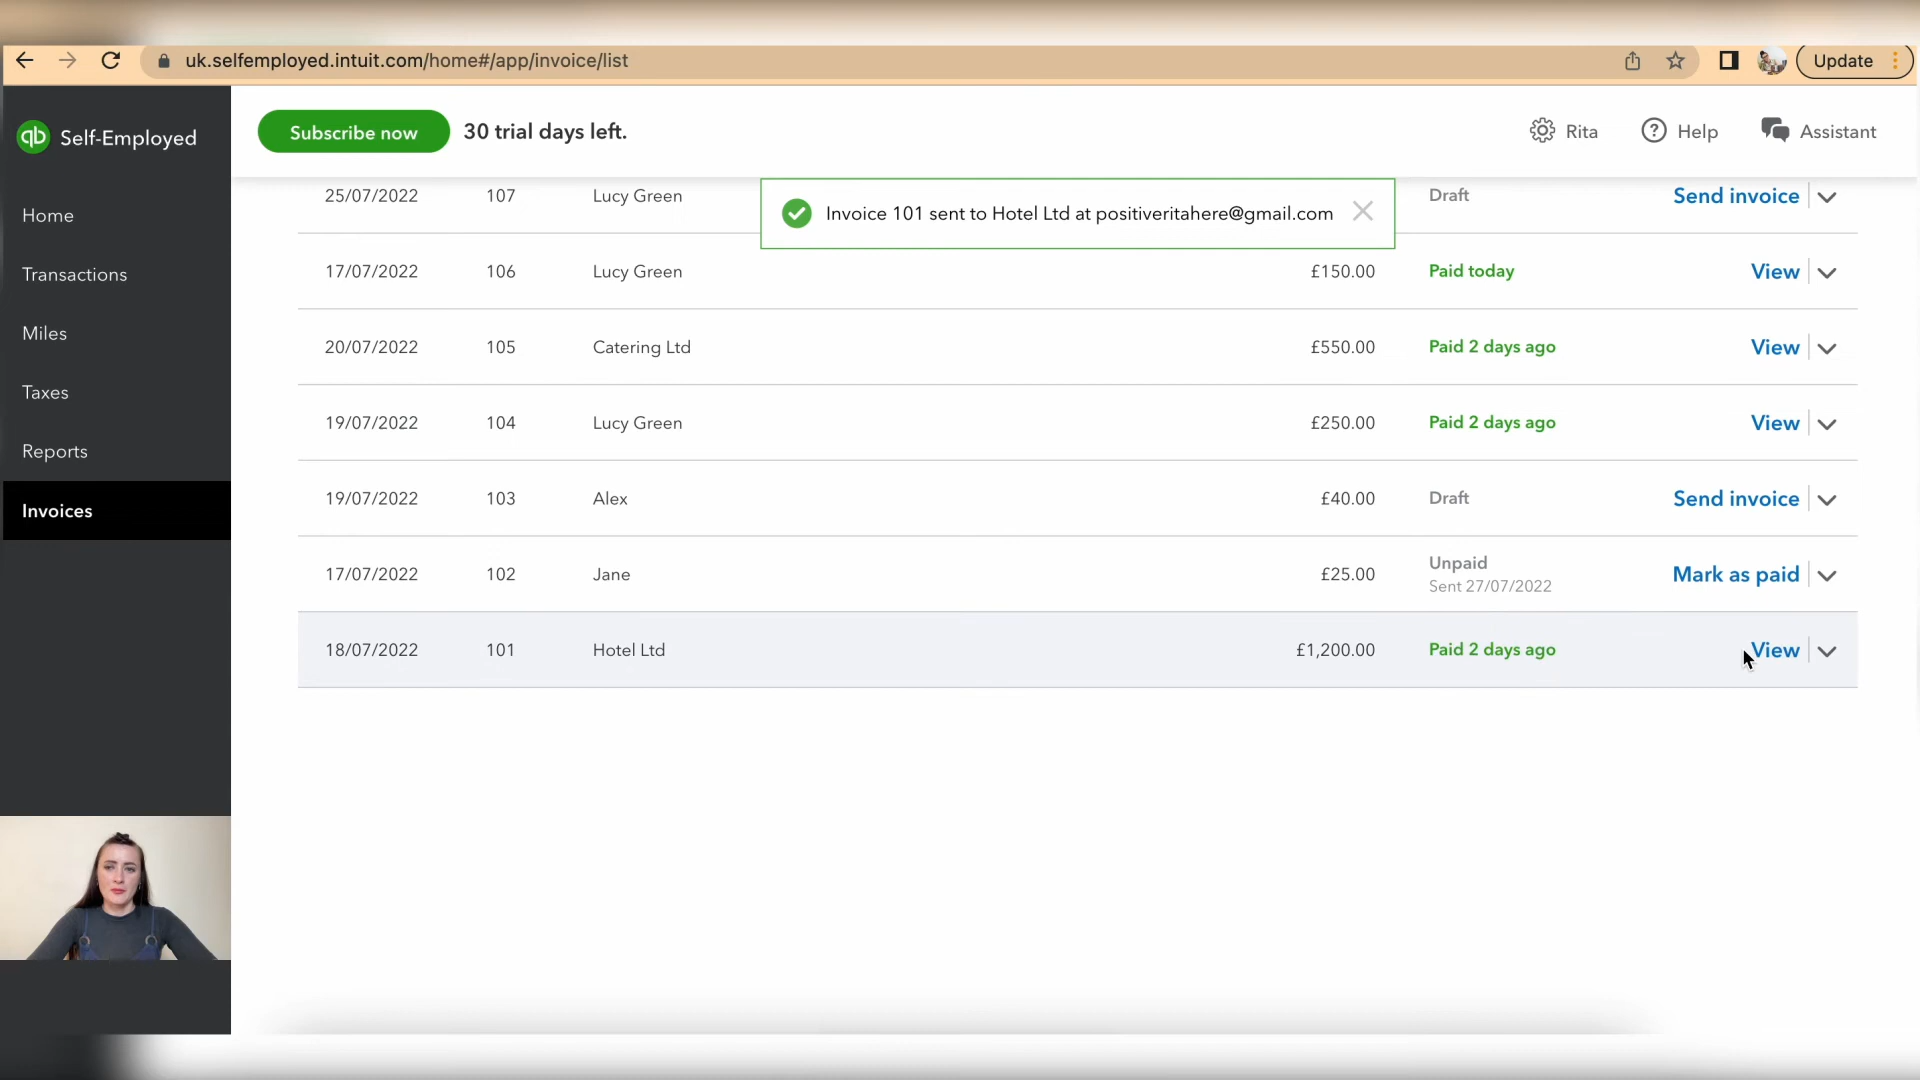 uk.selfemployed.intuit.com/home#/app/invoice/list
Update
qb Self-Employed
Subscribe now
30 trial days left.
Rita
Help
Assistant
Home
Transactions
Miles
Taxes
Reports
Invoices
Invoice 101 sent to Hotel Ltd at positiveritahere@gmail.com
25/07/2022 107 Lucy Green Draft Send invoice
17/07/2022 106 Lucy Green £150.00 Paid today View
20/07/2022 105 Catering Ltd £550.00 Paid 2 days ago View
19/07/2022 104 Lucy Green £250.00 Paid 2 days ago View
19/07/2022 103 Alex £40.00 Draft Send invoice
17/07/2022 102 Jane £25.00 Unpaid Mark as paid
Sent 27/07/2022
18/07/2022 101 Hotel Ltd £1,200.00 Paid 2 days ago View